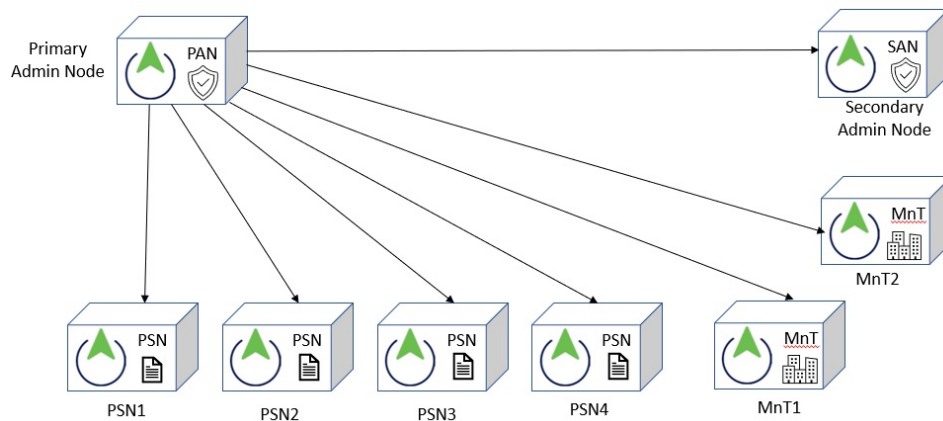 Primary
Admin Node
PAN
SAN
Secondary
Admin Node
MnT
MnT2
PSN
PSN
PSN
PSN
MnT
PSN1
PSN2
PSN3
PSN4
MnT1